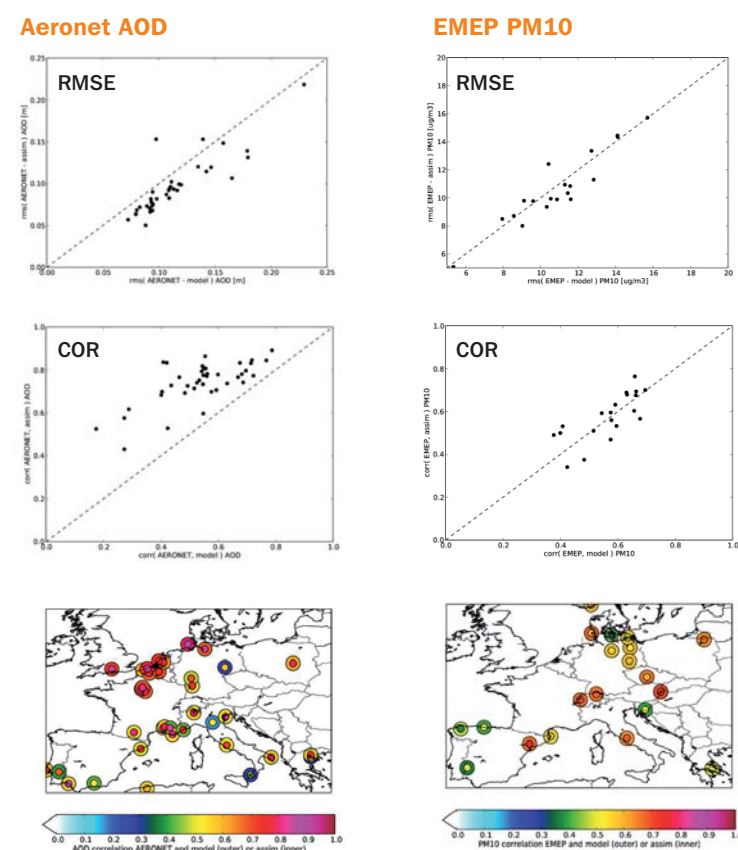 Aeronet AOD
EMEP PM10
RMSE
0.25
0.20
0.15
0.10
0.05
0.00
rms( AERONET - assim ) AOD [m]
0.00 0.05 0.10 0.15 0.20 0.25
rms( AERONET - model ) AOD [m]
RMSE
20
18
16
14
12
10
8
6
rms( EMEP - assim ) PM10 [ug/m3]
6 8 10 12 14 16 18 20
rms( EMEP - model ) PM10 [ug/m3]
COR
1.0
0.8
0.6
0.4
0.2
0.0
corr( AERONET, assim ) AOD
0.0 0.2 0.4 0.6 0.8 1.0
corr( AERONET, model ) AOD
COR
1.0
0.8
0.6
0.4
0.2
0.0
corr( EMEP, assim ) PM10
0.0 0.2 0.4 0.6 0.8 1.0
corr( EMEP, model ) PM10
0.0 0.1 0.2 0.3 0.4 0.5 0.6 0.7 0.8 0.9 1.0
AOD correlation AERONET and model (outer) or assim (inner)
0.0 0.1 0.2 0.3 0.4 0.5 0.6 0.7 0.8 0.9 1.
PM10 correlation EMEP and model (outer) or assim (inner)